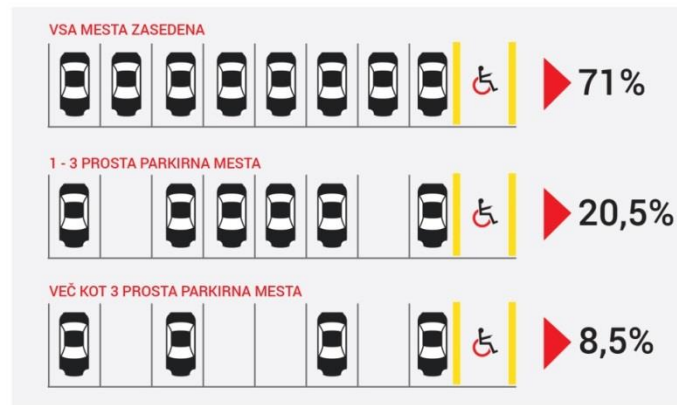 VSA MESTA ZASEDENA
71%
1 - 3 PROSTA PARKIRNA MESTA
20,5%
VEČ KOT 3 PROSTA PARKIRNA MESTA
8,5%